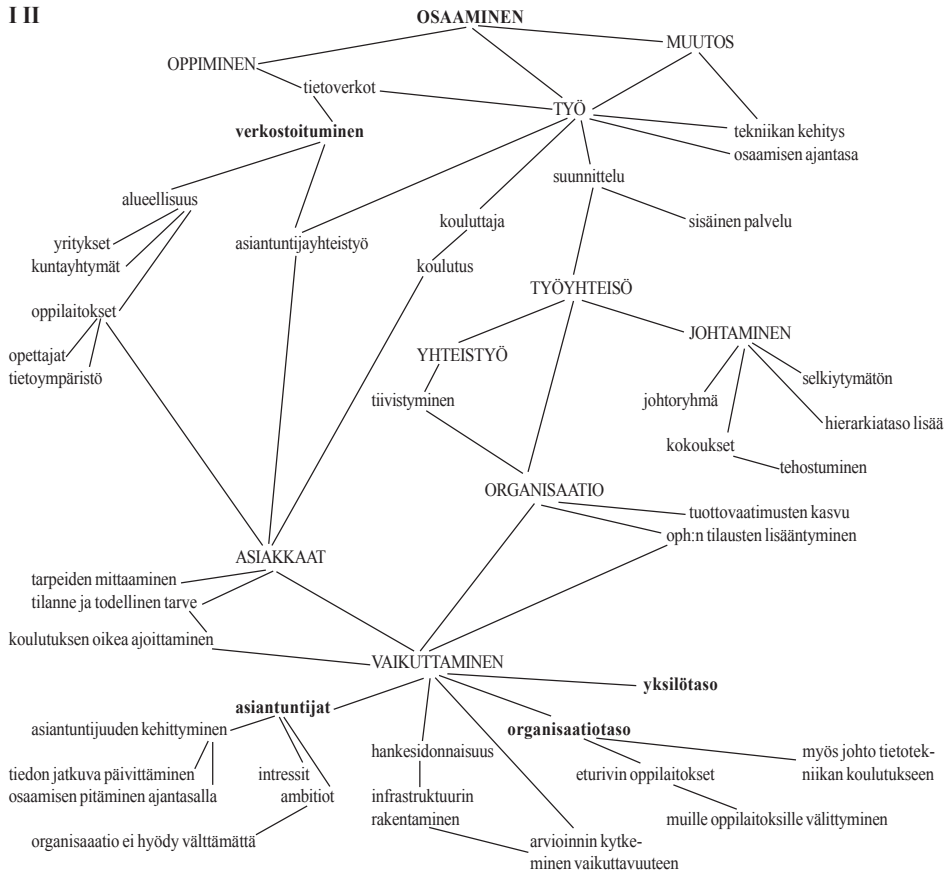 I II
OSAAMINEN
MUUTOS
OPPIMINEN
tietoverkot
TYÖ
verkostoituminen
tekniikan kehitys
osaamisen ajantasa
suunnittelu
alueellisuus
kouluttaja
sisäinen palvelu
yritykset
asiantuntijayhteistyö
kuntayhtymät
koulutus
TYÖYHTEISÖ
oppilaitokset
JOHTAMINEN
opettajat
YHTEISTYÖ
tietoympäristö
selkiytymätön
tiivistyminen
johtoryhmä
hierarkiataso lisää
kokoukset
tehostuminen
ORGANISAATIO
tuottovaatimusten kasvu
oph:n tilausten lisääntyminen
ASIAKKAAT
tarpeiden mittaaminen
tilanne ja todellinen tarve
koulutuksen oikea ajoittaminen
VAIKUTTAMINEN
yksilötaso
asiantuntijat
asiantuntijuuden kehittyminen
organisaatiotaso
hankesidonnaisuus
myös johto tietotek-
niikan koulutukseen
tiedon jatkuva päivittäminen
intressit
eturivin oppilaitokset
osaamisen pitäminen ajantasalla
ambitiot
infrastruktuurin
rakentaminen
muille oppilaitoksille välittyminen
organisaaatio ei hyödy välttämättä
arvioinnin kytke-
minen vaikuttavuuteen